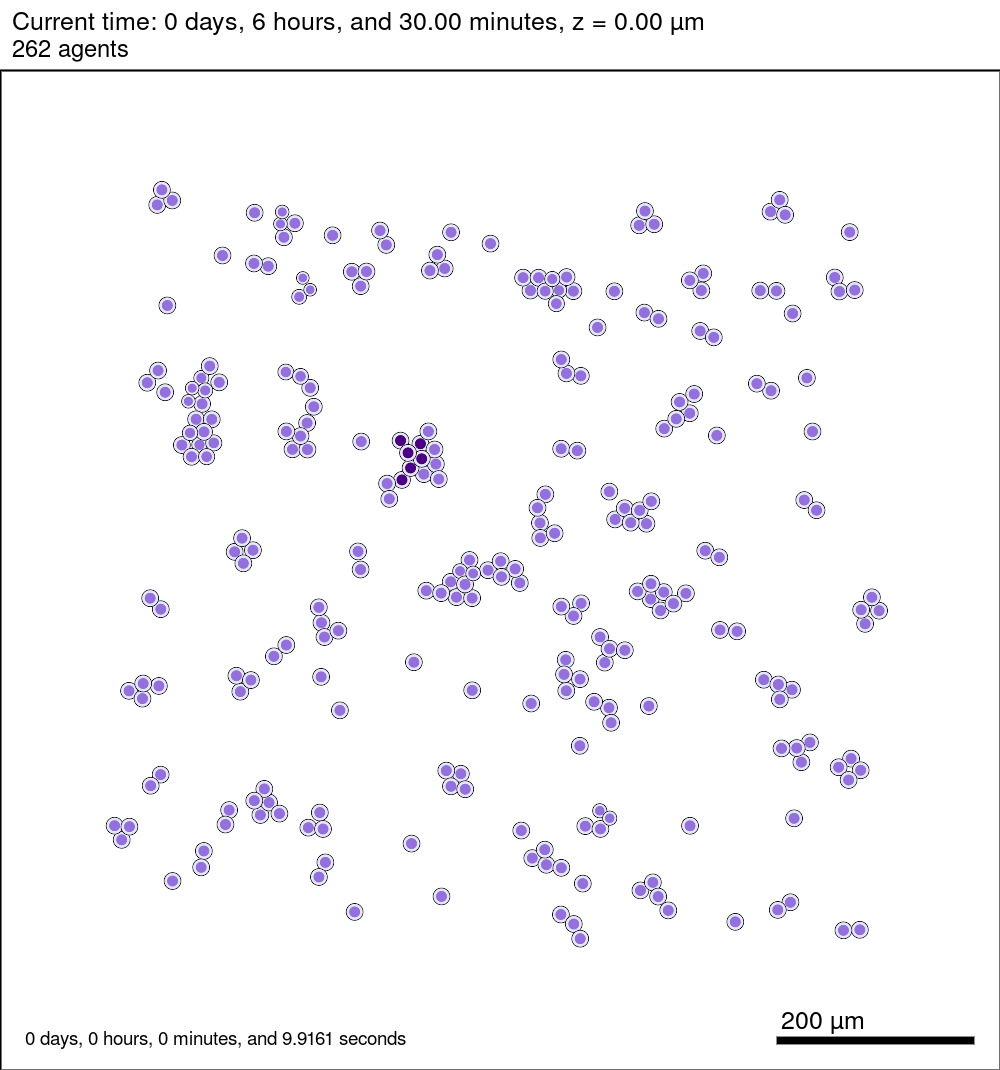 Current time: 0 days, 6 hours, and 30.00 minutes, z = 0.00 µm
262 agents
200 µm
0 days, 0 hours, 0 minutes, and 9.9161 seconds